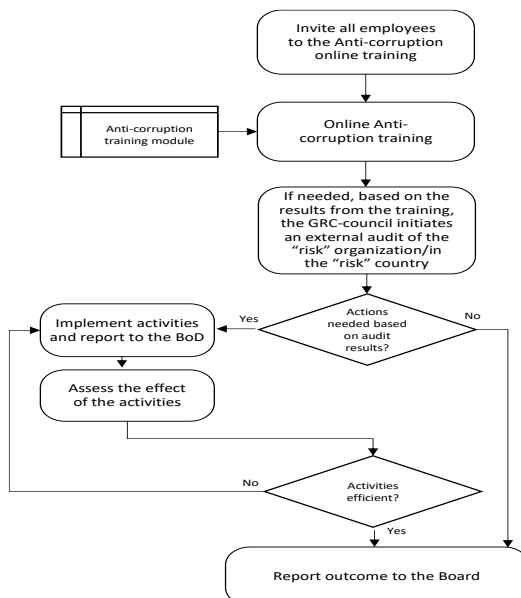 Invite all employees
to the Anti-corruption
online training
Anti-corruption
training module
Online Anti-
corruption training
If needed, based on the
results from the training,
the GRC-council initiates
an external audit of the
“risk” organization/in
the “risk” country
Actions
needed based
on audit
results?
Yes
No
Implement activities
and report to the BoD
Assess the effect
of the activities
Activities
efficient?
No
Yes
Report outcome to the Board